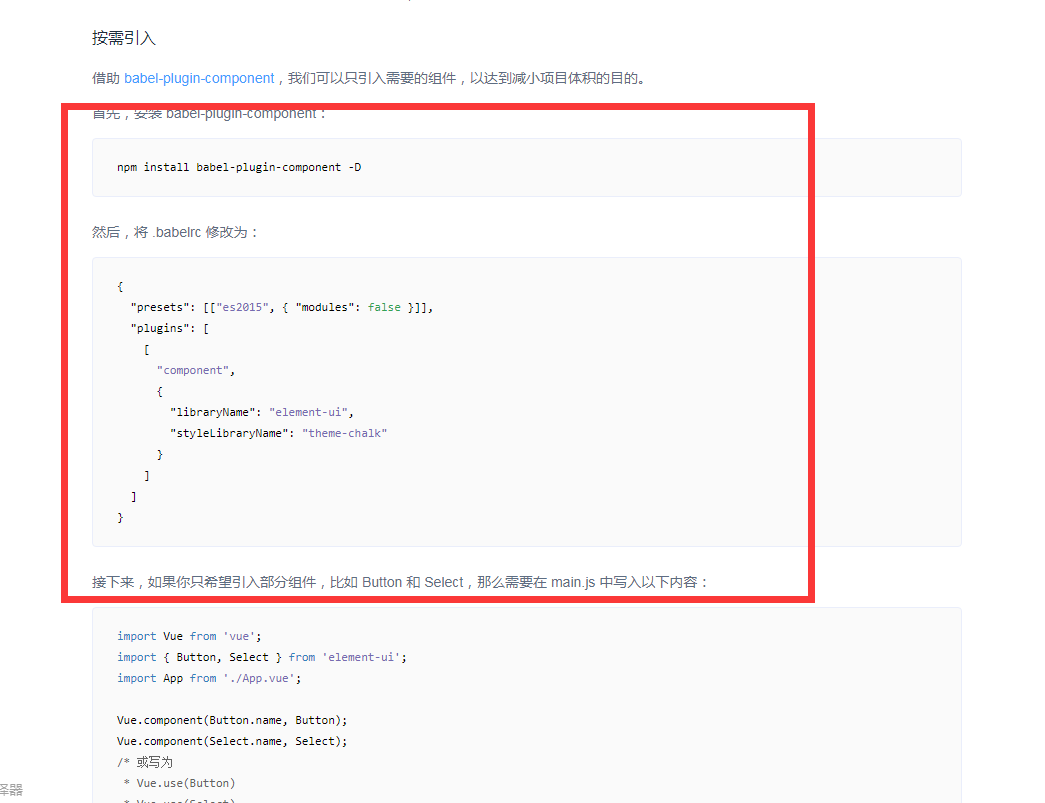 按需引入
借助 babel-plugin-component，我们可以只引入需要的组件，以达到减小项目体积的目的。
首先，安装 babel-plugin-component：
npm install babel-plugin-component -D
然后，将 .babelrc 修改为：
{
  "presets": [["es2015", { "modules": false }]],
  "plugins": [
    [
      "component",
      {
        "libraryName": "element-ui",
        "styleLibraryName": "theme-chalk"
      }
    ]
  ]
}
接下来，如果你只希望引入部分组件，比如 Button 和 Select，那么需要在 main.js 中写入以下内容：
import Vue from 'vue';
import { Button, Select } from 'element-ui';
import App from './App.vue';
Vue.component(Button.name, Button);
Vue.component(Select.name, Select);
/* 或写为
 * Vue.use(Button)
 * Vue.use(Select)